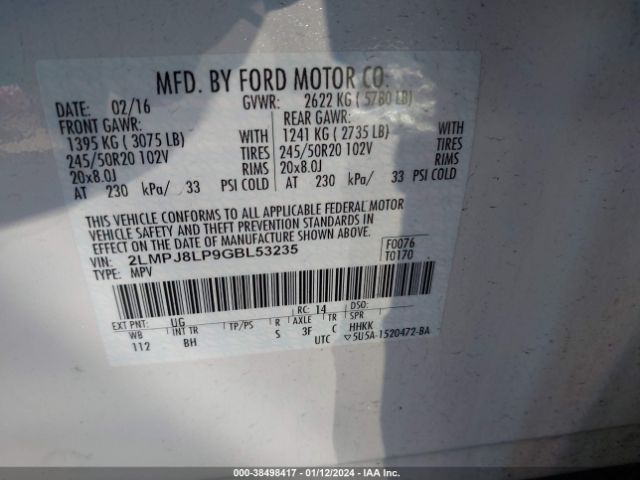 MFD. BY FORD MOTOR CO.
DATE: 02/16 GVWR: 2622 KG ( 5780 LB)
FRONT GAWR: REAR GAWR:
1395 KG ( 3075 LB) 1241 KG ( 2735 LB)
245/50R20 102V TIRES 245/50R20 102V TIRES
20x8.0J RIMS 20x8.0J RIMS
AT 230 kPa/ 33 PSI COLD AT 230 kPa/ 33 PSI COLD
THIS VEHICLE CONFORMS TO ALL APPLICABLE FEDERAL MOTOR
VEHICLE SAFETY AND THEFT PREVENTION STANDARDS IN
EFFECT ON THE DATE OF MANUFACTURE SHOWN ABOVE.
VIN: 2LMPJ8LP9GBL53235 F0076
TYPE: MPV T0170
RC: 14 DSO:
EXT PNT: UG
WB INT TR TP/PS R AXLE TR SPR
112 BH S 3F C HHKK
UTC ▽5U5A-1520472-BA
000-38498417 - 01/12/2024 - IAA Inc.